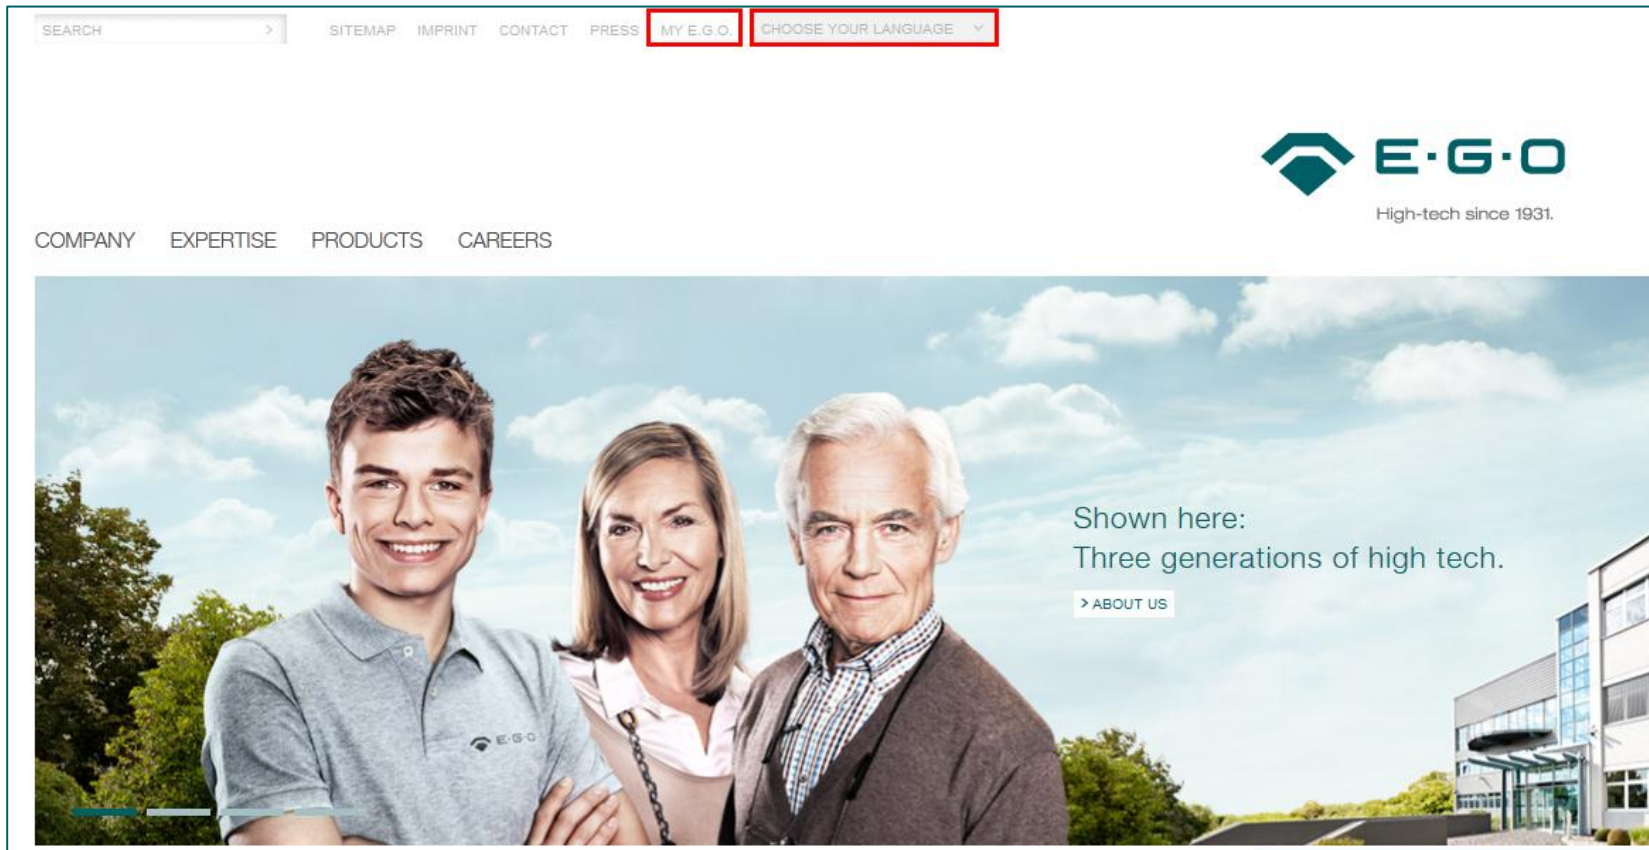 SEARCH > SITEMAP IMPRINT CONTACT PRESS MY E.G.O. CHOOSE YOUR LANGUAGE
E·G·O
High-tech since 1931.
COMPANY EXPERTISE PRODUCTS CAREERS
Shown here:
Three generations of high tech.
> ABOUT US
E·G·O